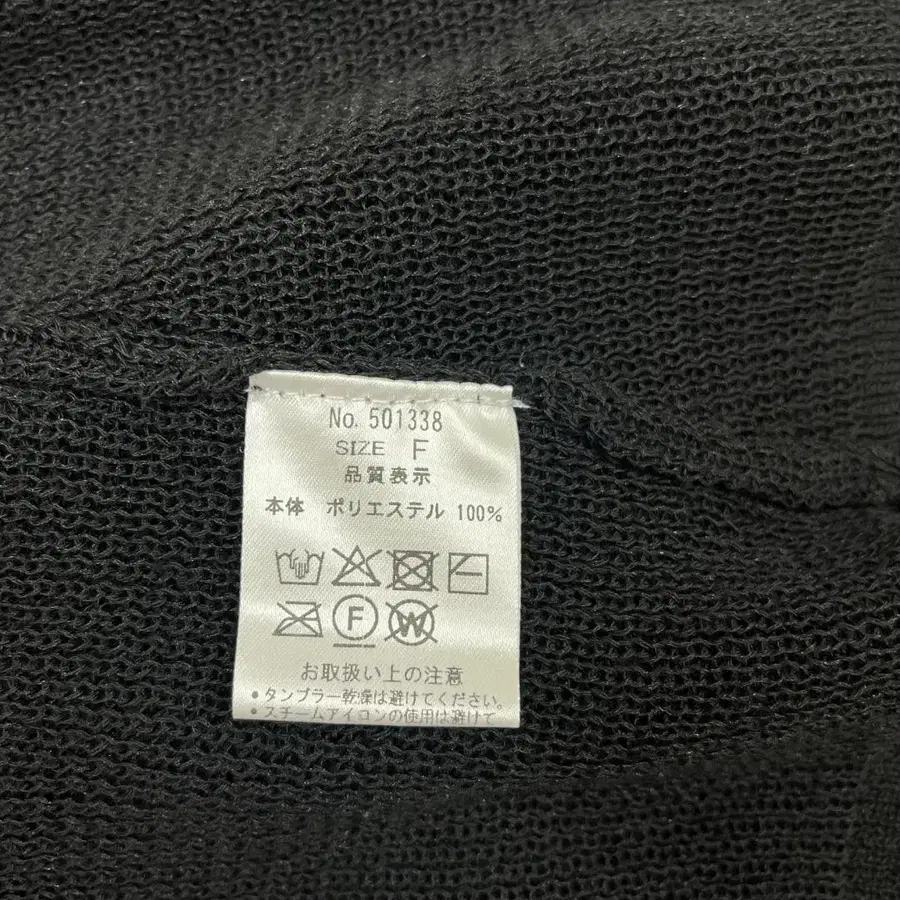 No. 501338
SIZE F
品質表示
本体 ポリエステル 100%
F W
お取扱い上の注意
•タンブラー乾燥は避けてください。
•スチームアイロンの使用は避けて